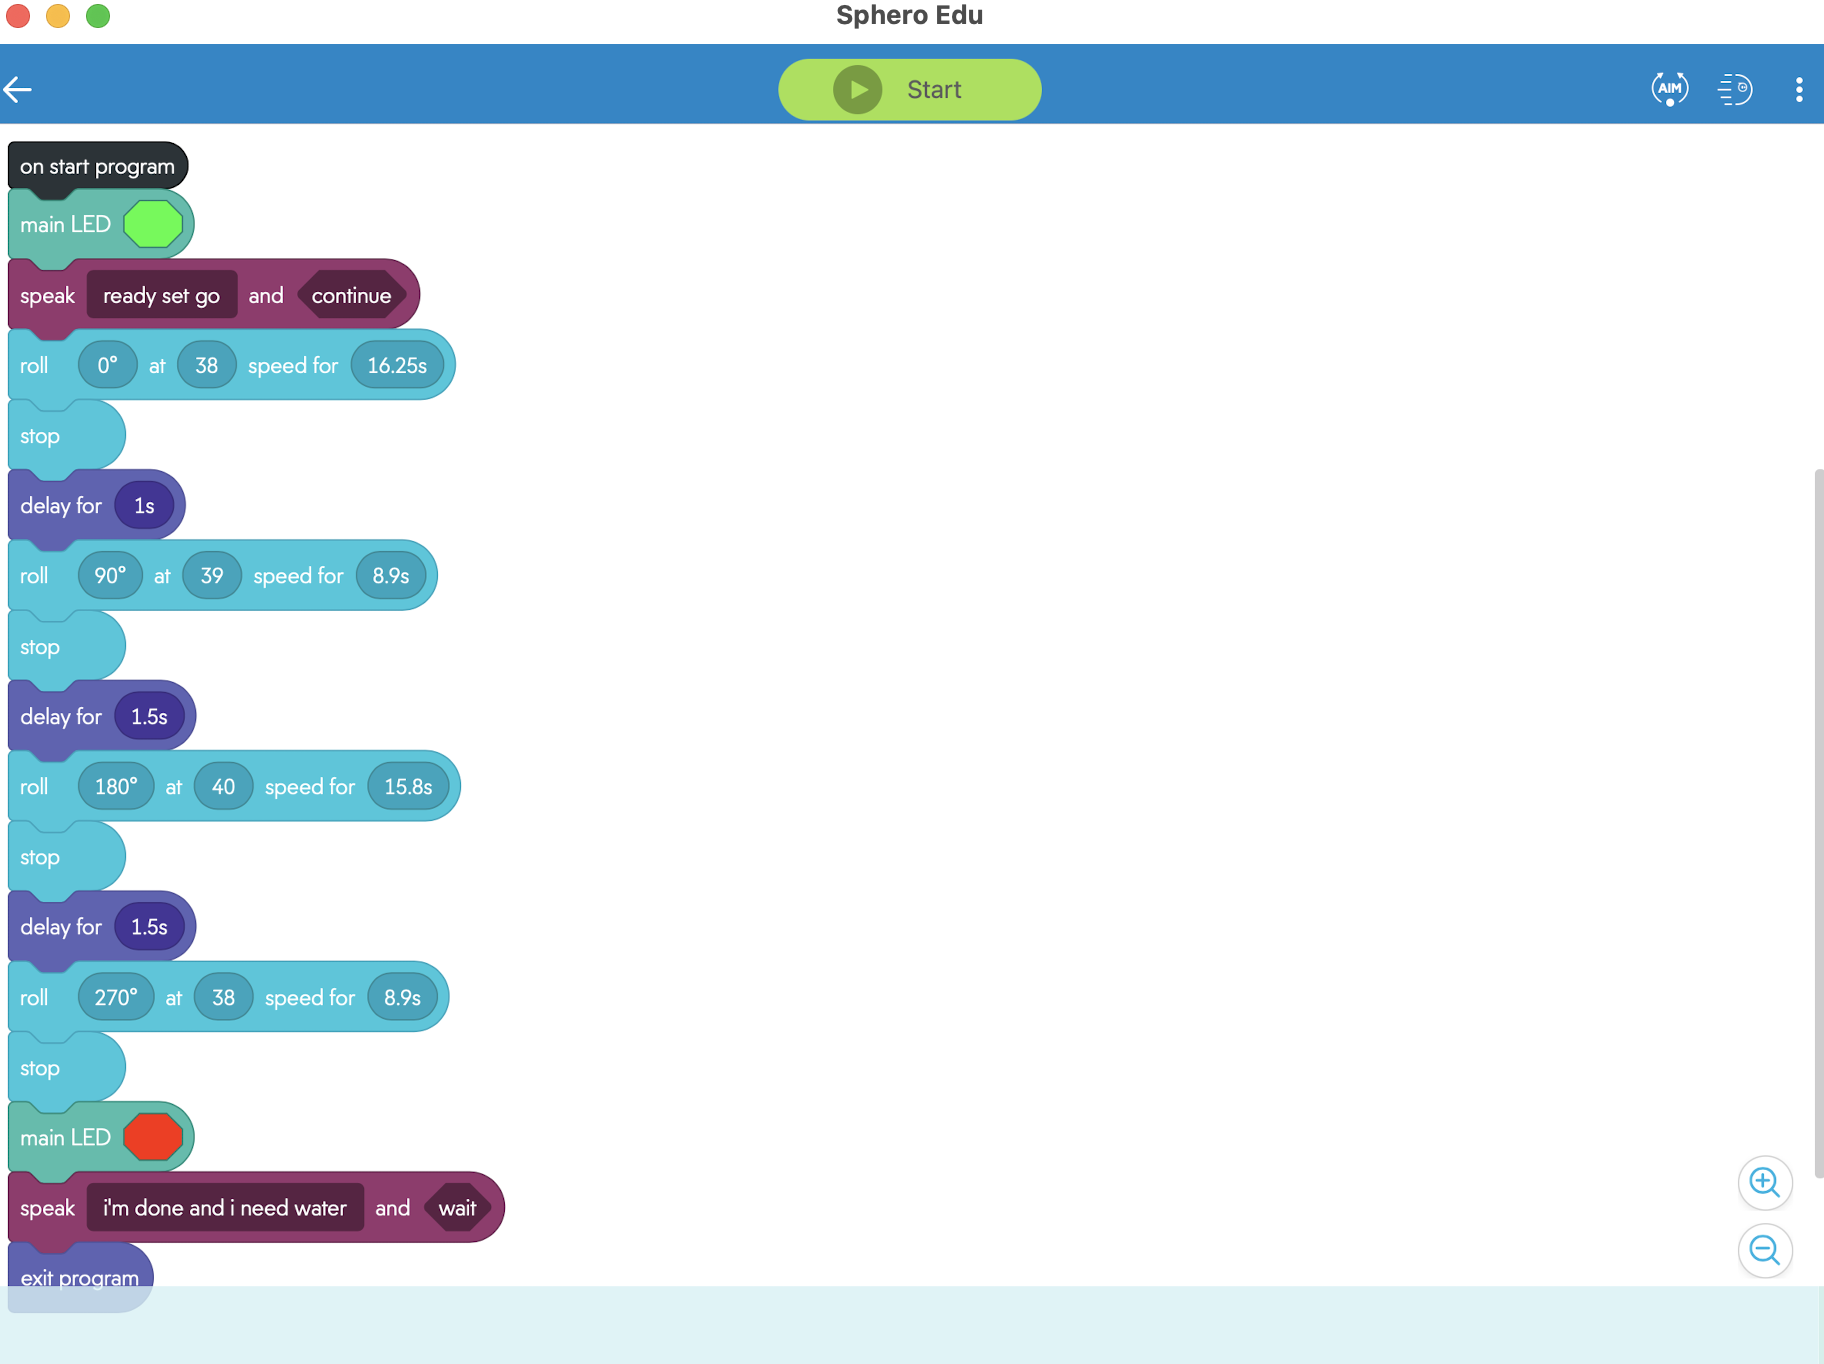 Sphero Edu
Start
AIM
on start program
main LED
speak ready set go and continue
roll 0° at 38 speed for 16.25s
stop
delay for 1s
roll 90° at 39 speed for 8.9s
stop
delay for 1.5s
roll 180° at 40 speed for 15.8s
stop
delay for 1.5s
roll 270° at 38 speed for 8.9s
stop
main LED
speak i'm done and i need water and wait
exit program